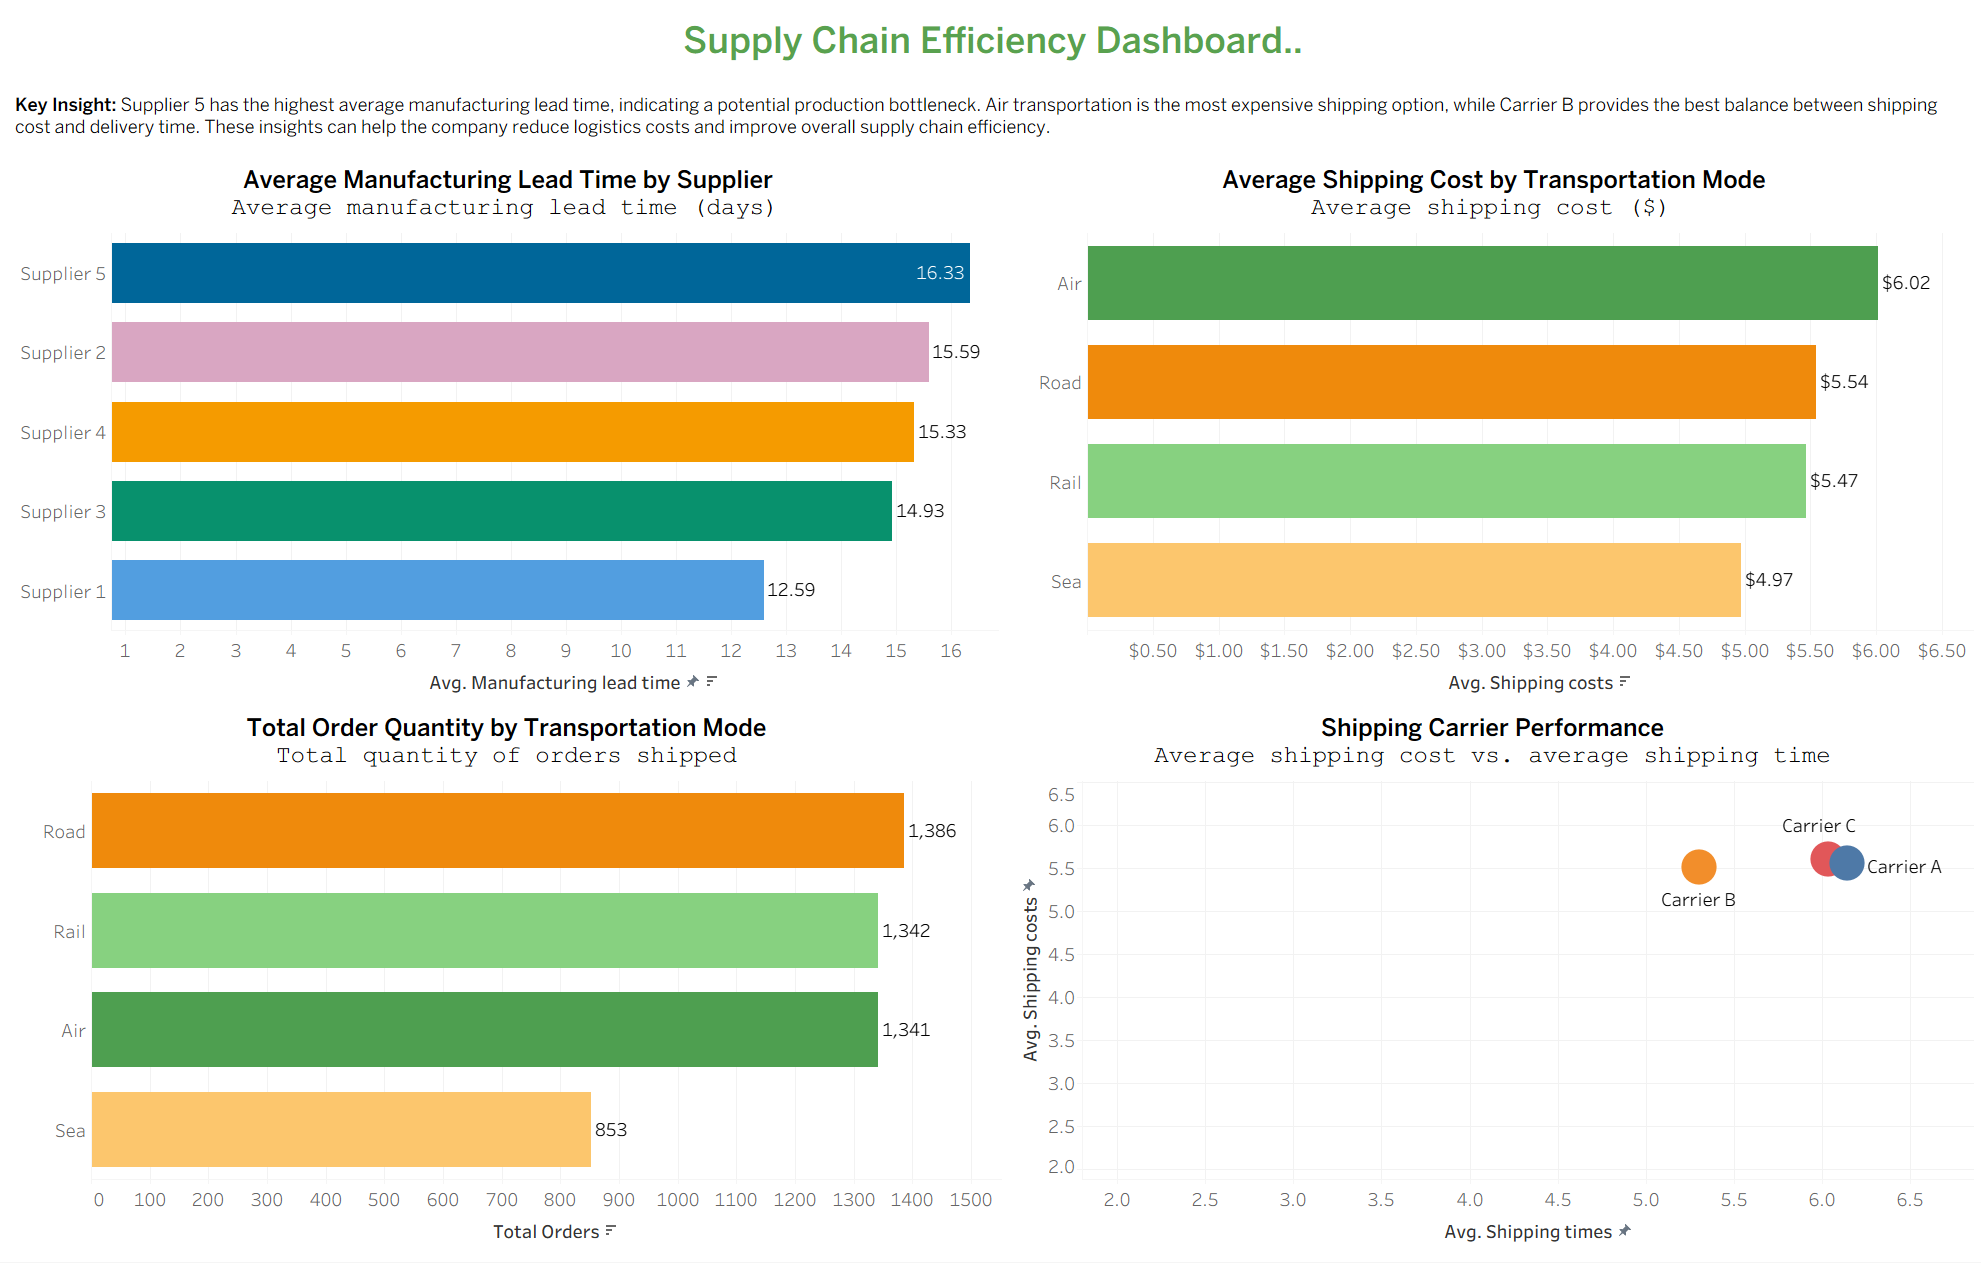 Supply Chain Efficiency Dashboard..
Key Insight: Supplier 5 has the highest average manufacturing lead time, indicating a potential production bottleneck. Air transportation is the most expensive shipping option, while Carrier B provides the best balance between shipping
cost and delivery time. These insights can help the company reduce logistics costs and improve overall supply chain efficiency.
Average Manufacturing Lead Time by Supplier
Average manufacturing lead time (days)
Supplier 5 16.33
Supplier 2 15.59
Supplier 4 15.33
Supplier 3 14.93
Supplier 1 12.59
1 2 3 4 5 6 7 8 9 10 11 12 13 14 15 16
Avg. Manufacturing lead time
Average Shipping Cost by Transportation Mode
Average shipping cost ($)
Air $6.02
Road $5.54
Rail $5.47
Sea $4.97
$0.50 $1.00 $1.50 $2.00 $2.50 $3.00 $3.50 $4.00 $4.50 $5.00 $5.50 $6.00 $6.50
Avg. Shipping costs
Total Order Quantity by Transportation Mode
Total quantity of orders shipped
Road 1,386
Rail 1,342
Air 1,341
Sea 853
0 100 200 300 400 500 600 700 800 900 1000 1100 1200 1300 1400 1500
Total Orders
Shipping Carrier Performance
Average shipping cost vs. average shipping time
Avg. Shipping costs
6.5
6.0
5.5
5.0
4.5
4.0
3.5
3.0
2.5
2.0
Carrier C
Carrier A
Carrier B
2.0 2.5 3.0 3.5 4.0 4.5 5.0 5.5 6.0 6.5
Avg. Shipping times